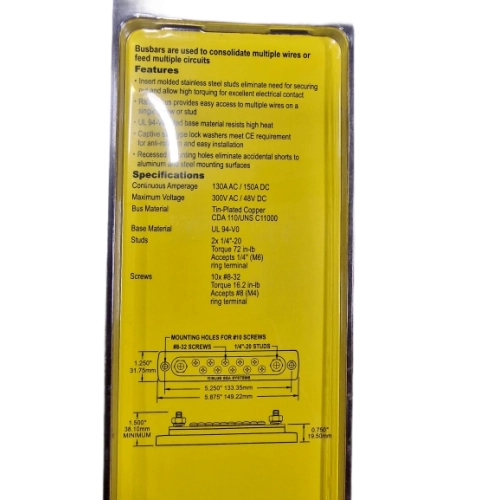 Busbars are used to consolidate multiple wires or
feed multiple circuits
Features
• Insert molded stainless steel studs eliminate need for securing
and allow high torquing for excellent electrical contact
• provides easy access to multiple wires on a
or stud
• UL 94-V base material resists high heat
• Captive lock washers meet CE requirement
for and easy installation
• Recessed mounting holes eliminate accidental shorts to
aluminum steel mounting surfaces
Specifications
Continuous Amperage 130A AC / 150A DC
Maximum Voltage 300V AC / 48V DC
Bus Material Tin-Plated Copper
CDA 110/UNS C11000
Base Material UL 94-V0
Studs 2x 1/4"-20
Torque 72 in-lb
Accepts 1/4" (M6)
ring terminal
Screws 10x #8-32
Torque 16.2 in-lb
Accepts #8 (M4)
ring terminal
MOUNTING HOLES FOR #10 SCREWS
#8-32 SCREWS 1/4"-20 STUDS
1.250"
31.75mm
BLUE SEA SYSTEMS
5.250" 133.35mm
5.875" 149.22mm
1.500"
38.10mm
MINIMUM
0.750"
19.50mm